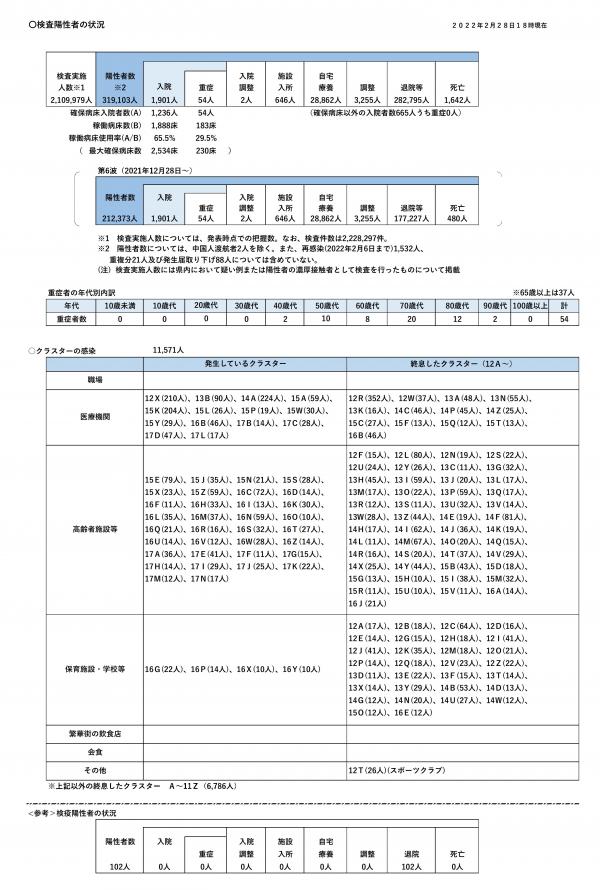 〇検査陽性者の状況
２０２２年２月２８日１８時現在
検査実施人数※1 陽性者数※2 入院 重症 入院調整 施設入所 自宅療養 調整 退院等 死亡
2,109,979人 319,103人 1,901人 54人 2人 646人 28,862人 3,255人 282,795人 1,642人
確保病床入院者数(A) 1,236人 54人 (確保病床以外の入院者数665人うち重症0人)
稼働病床数(B) 1,888床 183床
稼働病床使用率(A/B) 65.5% 29.5%
( 最大確保病床数 2,534床 230床 )
第6波（2021年12月28日～）
陽性者数 入院 重症 入院調整 施設入所 自宅療養 調整 退院等 死亡
212,373人 1,901人 54人 2人 646人 28,862人 3,255人 177,227人 480人
※1 検査実施人数については、発表時点での把握数。なお、検査件数は2,228,297件。
※2 陽性者数については、中国人渡航者2人を除く。また、再感染(2022年2月6日まで)1,532人、
重複分21人及び発生届取り下げ88人については含めていない。
(注) 検査実施人数には県内において疑い例または陽性者の濃厚接触者として検査を行ったものについて掲載
重症者の年代別内訳 ※65歳以上は37人
年代 10歳未満 10歳代 20歳代 30歳代 40歳代 50歳代 60歳代 70歳代 80歳代 90歳代 100歳以上 計
重症者数 0 0 0 0 2 10 8 20 12 2 0 54
〇クラスターの感染 11,571人
発生しているクラスター 終息したクラスター（12A～）
職場
医療機関
12X(210人)、13B(90人)、14A(224人)、15A(59人)、
15K(204人)、15L(26人)、15P(19人)、15W(30人)、
15Y(29人)、16B(46人)、17B(14人)、17C(28人)、
17D(47人)、17L(17人)
12R(352人)、12W(37人)、13A(48人)、13N(55人)、
13K(16人)、14C(46人)、14P(45人)、14Z(25人)、
15C(27人)、15F(13人)、15Q(12人)、15T(13人)、
16B(46人)
高齢者施設等
15E(79人)、15J(35人)、15N(21人)、15S(28人)、
15X(23人)、15Z(59人)、16C(72人)、16D(14人)、
16F(11人)、16H(33人)、16I(13人)、16K(30人)、
16L(35人)、16M(37人)、16N(59人)、16O(10人)、
16Q(21人)、16R(16人)、16S(32人)、16T(27人)、
16U(14人)、16V(12人)、16W(28人)、16Z(14人)、
17A(36人)、17E(41人)、17F(11人)、17G(15人)、
17H(14人)、17I(29人)、17J(25人)、17K(22人)、
17M(12人)、17N(17人)
12F(15人)、12L(80人)、12N(19人)、12S(22人)、
12U(24人)、12Y(26人)、13C(11人)、13G(32人)、
13H(45人)、13I(59人)、13J(20人)、13L(17人)、
13M(17人)、13O(22人)、13P(59人)、13Q(17人)、
13R(12人)、13S(11人)、13U(32人)、13V(14人)、
13W(28人)、13Z(44人)、14E(19人)、14F(81人)、
14H(17人)、14I(62人)、14J(36人)、14K(19人)、
14L(11人)、14M(67人)、14O(20人)、14Q(15人)、
14R(16人)、14S(20人)、14T(37人)、14V(29人)、
14X(25人)、14Y(44人)、15B(43人)、15D(18人)、
15G(13人)、15H(10人)、15I(38人)、15M(32人)、
15R(11人)、15U(10人)、15V(11人)、16A(14人)、
16J(21人)
保育施設・学校等
16G(22人)、16P(14人)、16X(10人)、16Y(10人)
12A(17人)、12B(18人)、12C(64人)、12D(16人)、
12E(14人)、12G(15人)、12H(18人)、12I(41人)、
12J(41人)、12K(35人)、12M(18人)、12O(21人)、
12P(14人)、12Q(18人)、12V(23人)、12Z(22人)、
13D(11人)、13E(22人)、13F(15人)、13T(14人)、
13X(14人)、13Y(29人)、14B(53人)、14D(13人)、
14G(12人)、14N(20人)、14U(27人)、14W(12人)、
15O(12人)、16E(12人)
繁華街の飲食店
会食
その他 12T(26人)(スポーツクラブ)
※上記以外の終息したクラスター A～11Z（6,786人）
<参考>検疫陽性者の状況
陽性者数 入院 重症 入院調整 施設入所 自宅療養 調整 退院 死亡
102人 0人 0人 0人 0人 0人 0人 102人 0人